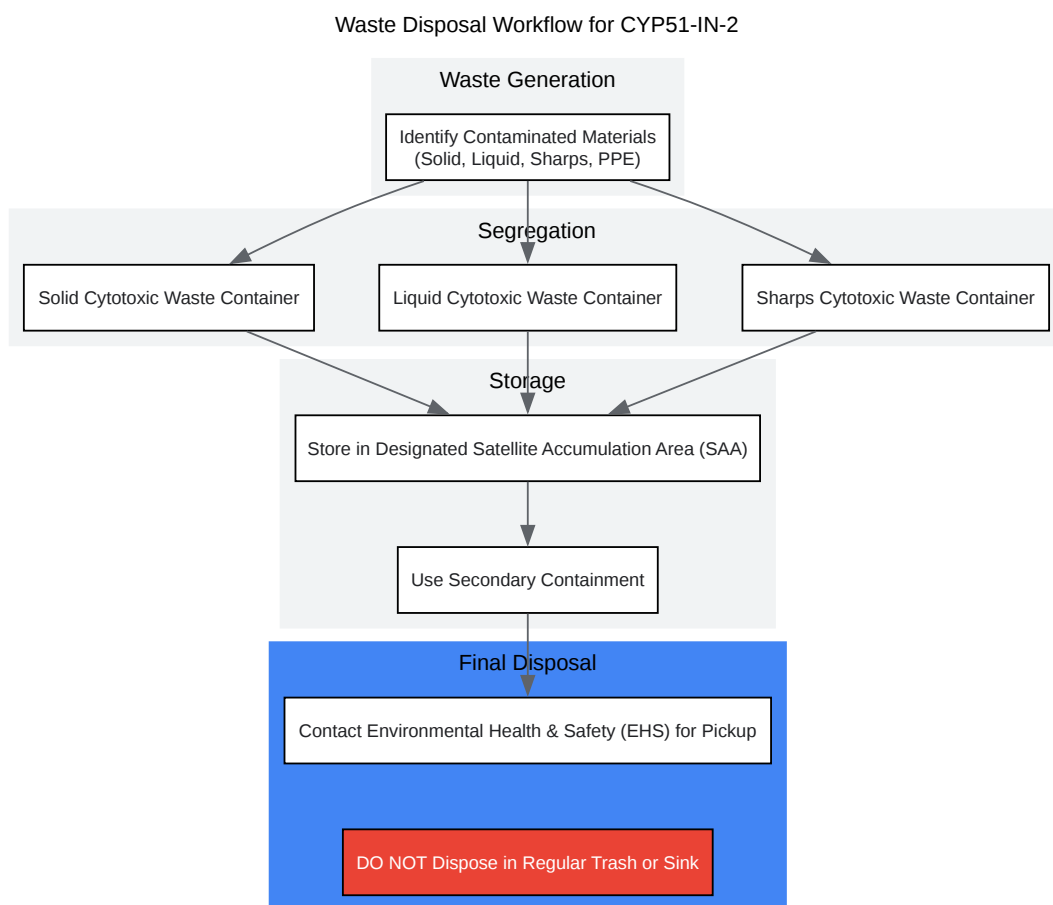 Waste Disposal Workflow for CYP51-IN-2
Waste Generation
Identify Contaminated Materials
(Solid, Liquid, Sharps, PPE)
Segregation
Solid Cytotoxic Waste Container
Liquid Cytotoxic Waste Container
Sharps Cytotoxic Waste Container
Storage
Store in Designated Satellite Accumulation Area (SAA)
Use Secondary Containment
Final Disposal
Contact Environmental Health & Safety (EHS) for Pickup
DO NOT Dispose in Regular Trash or Sink